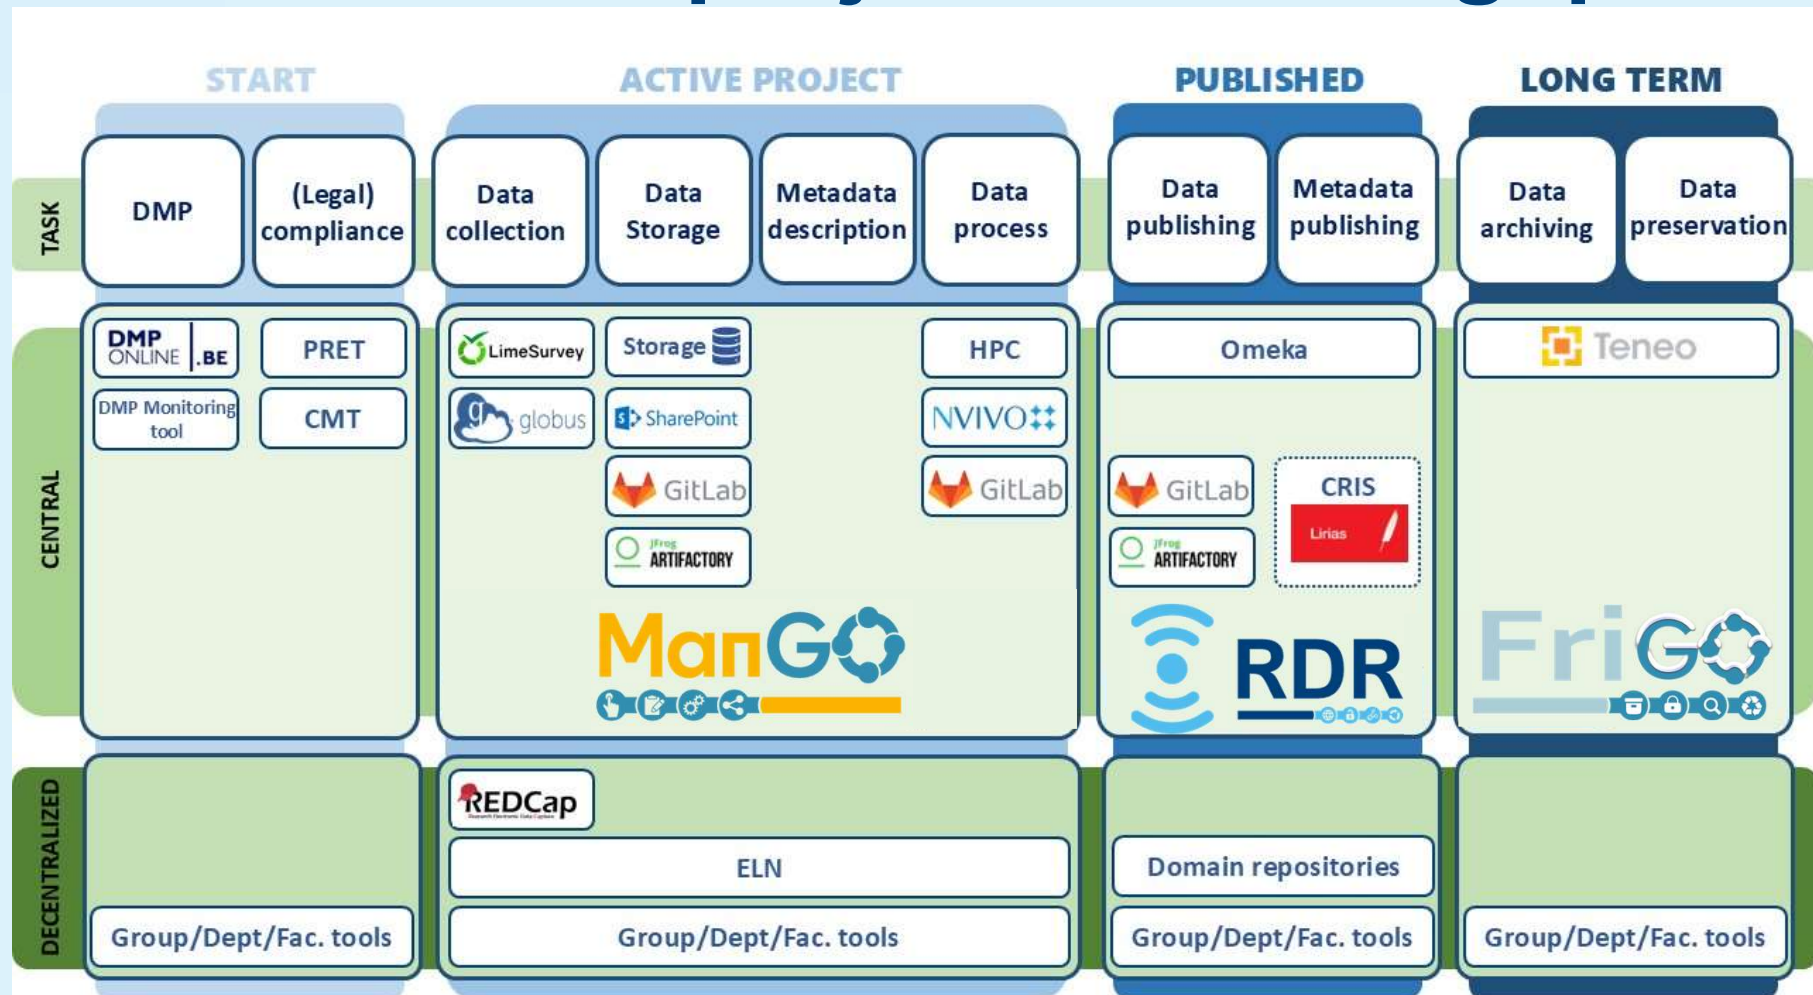 START
ACTIVE PROJECT
PUBLISHED
LONG TERM
TASK
DMP
(Legal)
compliance
Data
collection
Data
Storage
Metadata
description
Data
process
Data
publishing
Metadata
publishing
Data
archiving
Data
preservation
CENTRAL
DMP
ONLINE
.BE
DMP Monitoring
tool
PRET
CMT
LimeSurvey
globus
Storage
SharePoint
GitLab
JFrog
ARTIFACTORY
HPC
NVIVO
GitLab
ManGO
Omeka
GitLab
JFrog
ARTIFACTORY
CRIS
Lirias
RDR
Teneo
FriGO
DECENTRALIZED
Group/Dept/Fac. tools
REDCap
ELN
Group/Dept/Fac. tools
Domain repositories
Group/Dept/Fac. tools
Group/Dept/Fac. tools